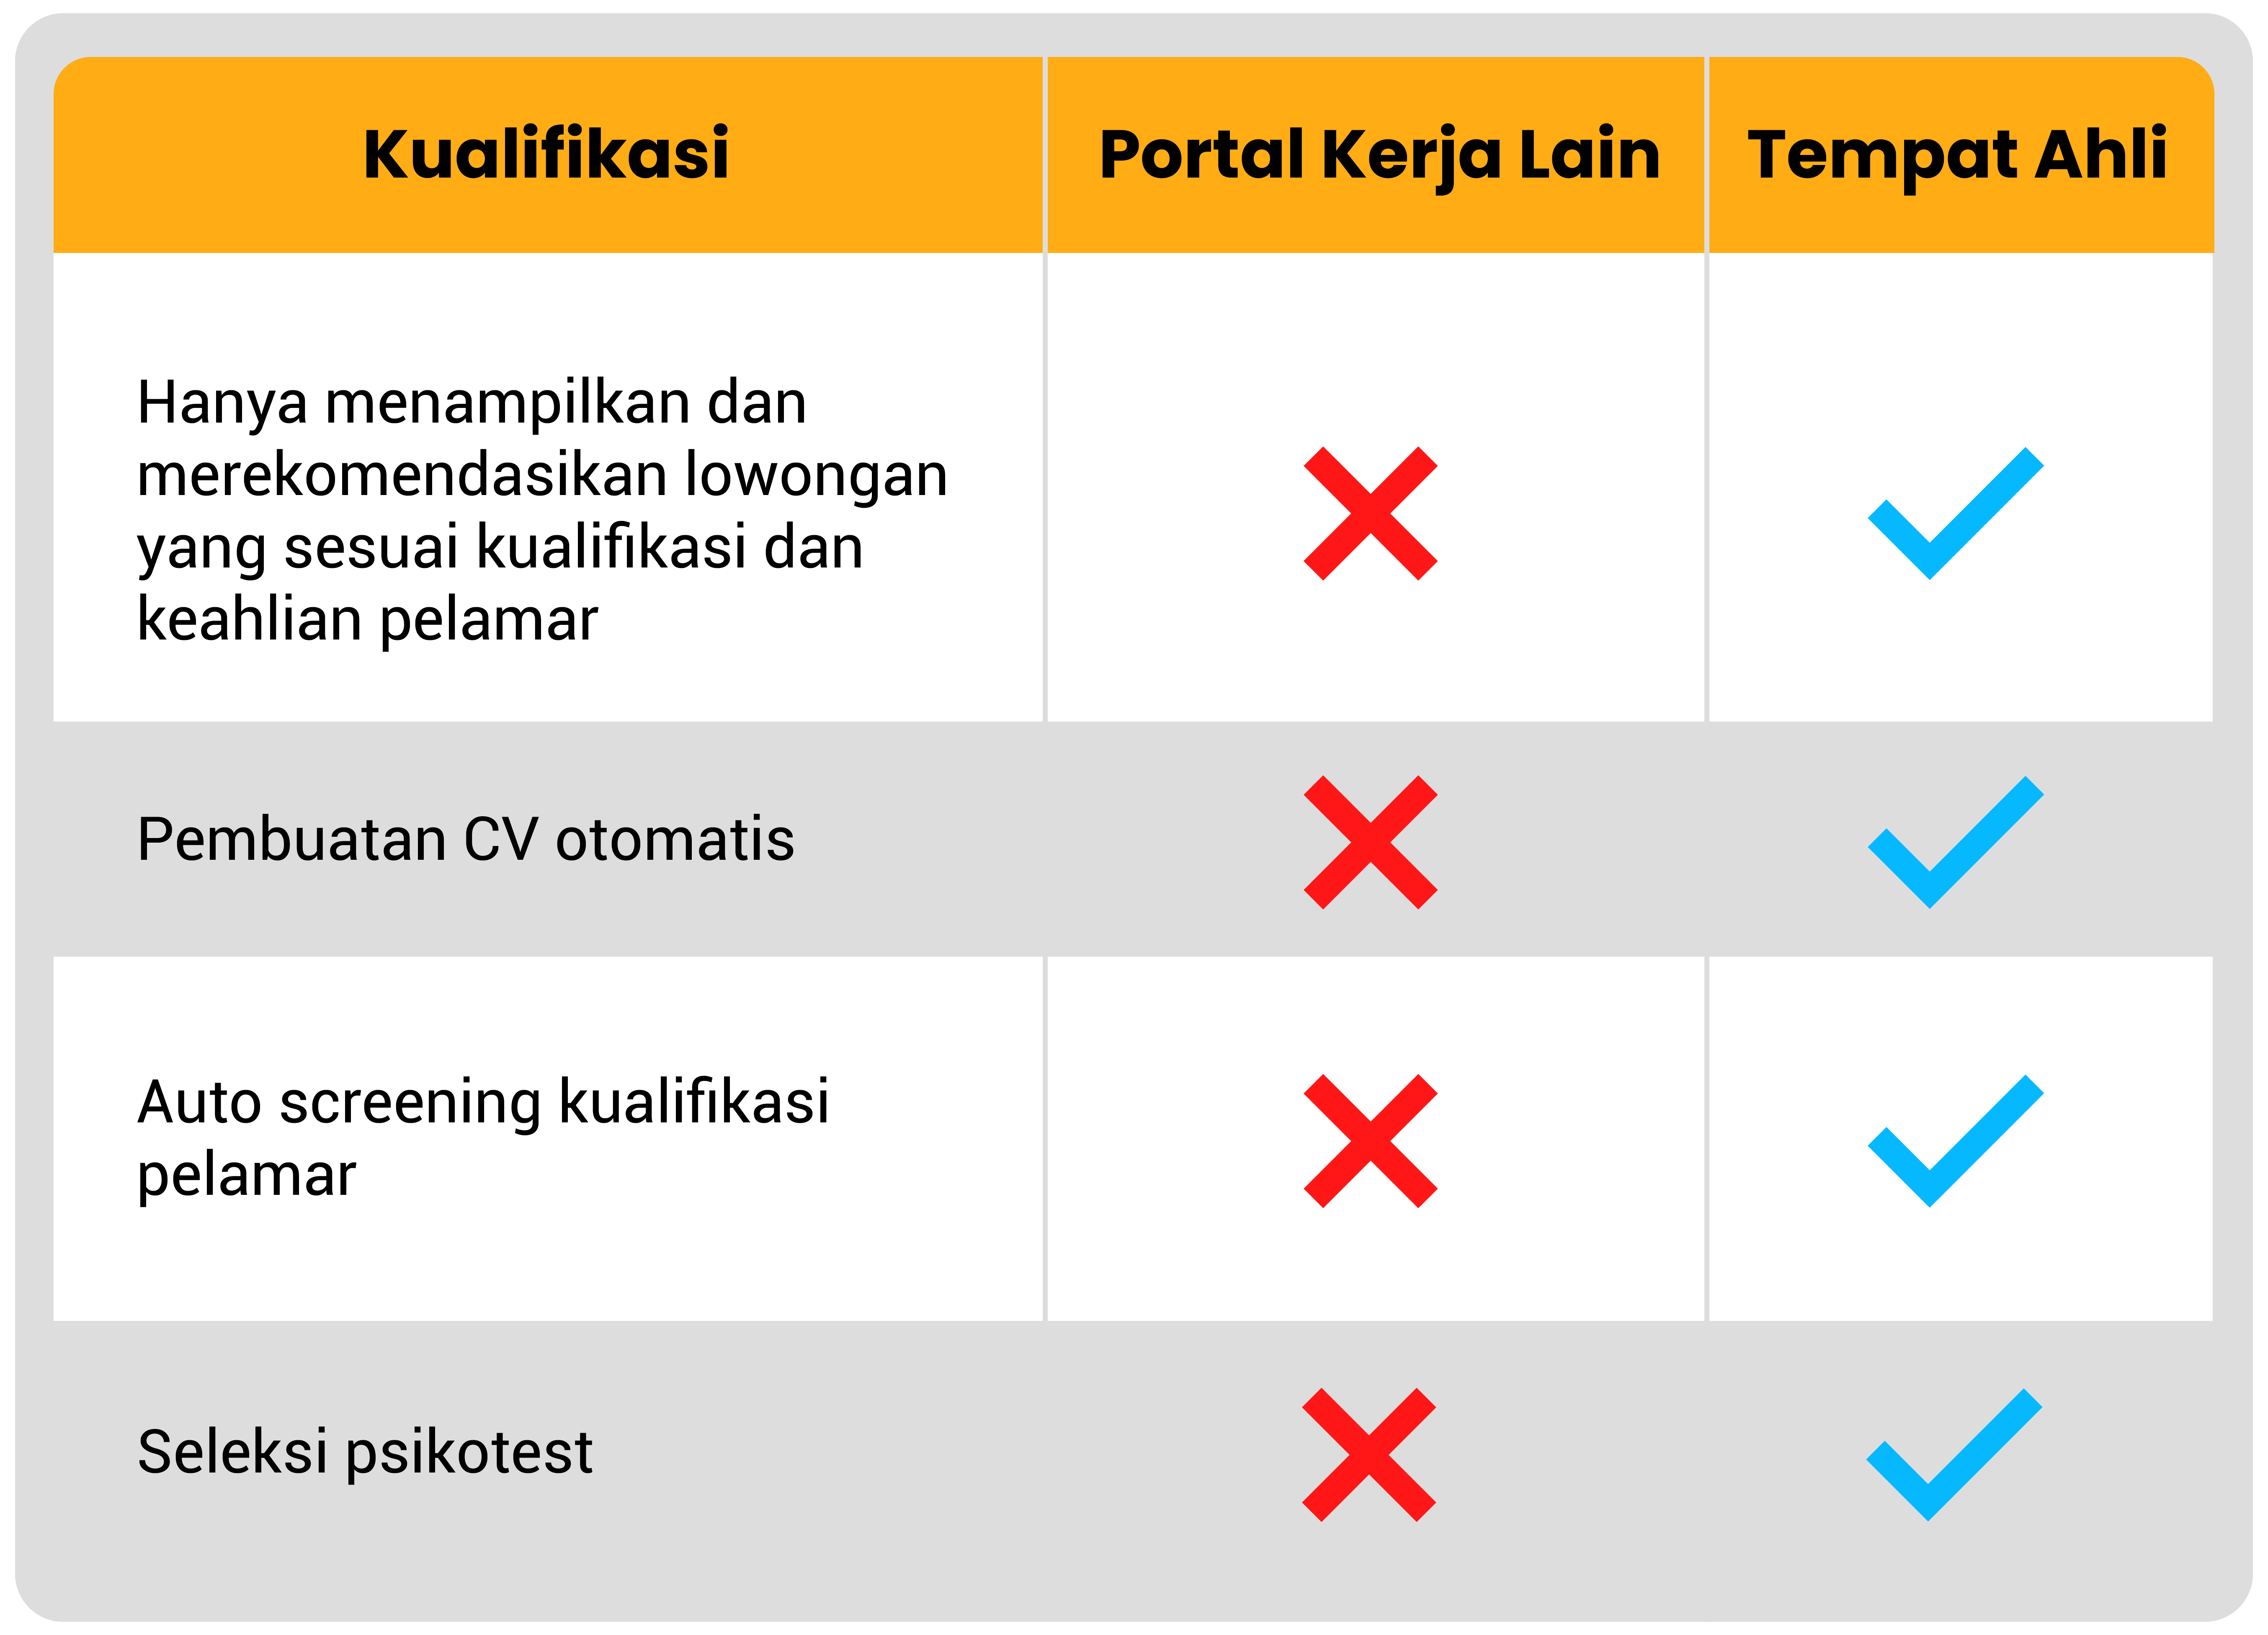 Kualifikasi
Portal Kerja Lain
Tempat Ahli
Hanya menampilkan dan
merekomendasikan lowongan
yang sesuai kualifikasi dan
keahlian pelamar
Pembuatan CV otomatis
Auto screening kualifikasi
pelamar
Seleksi psikotest